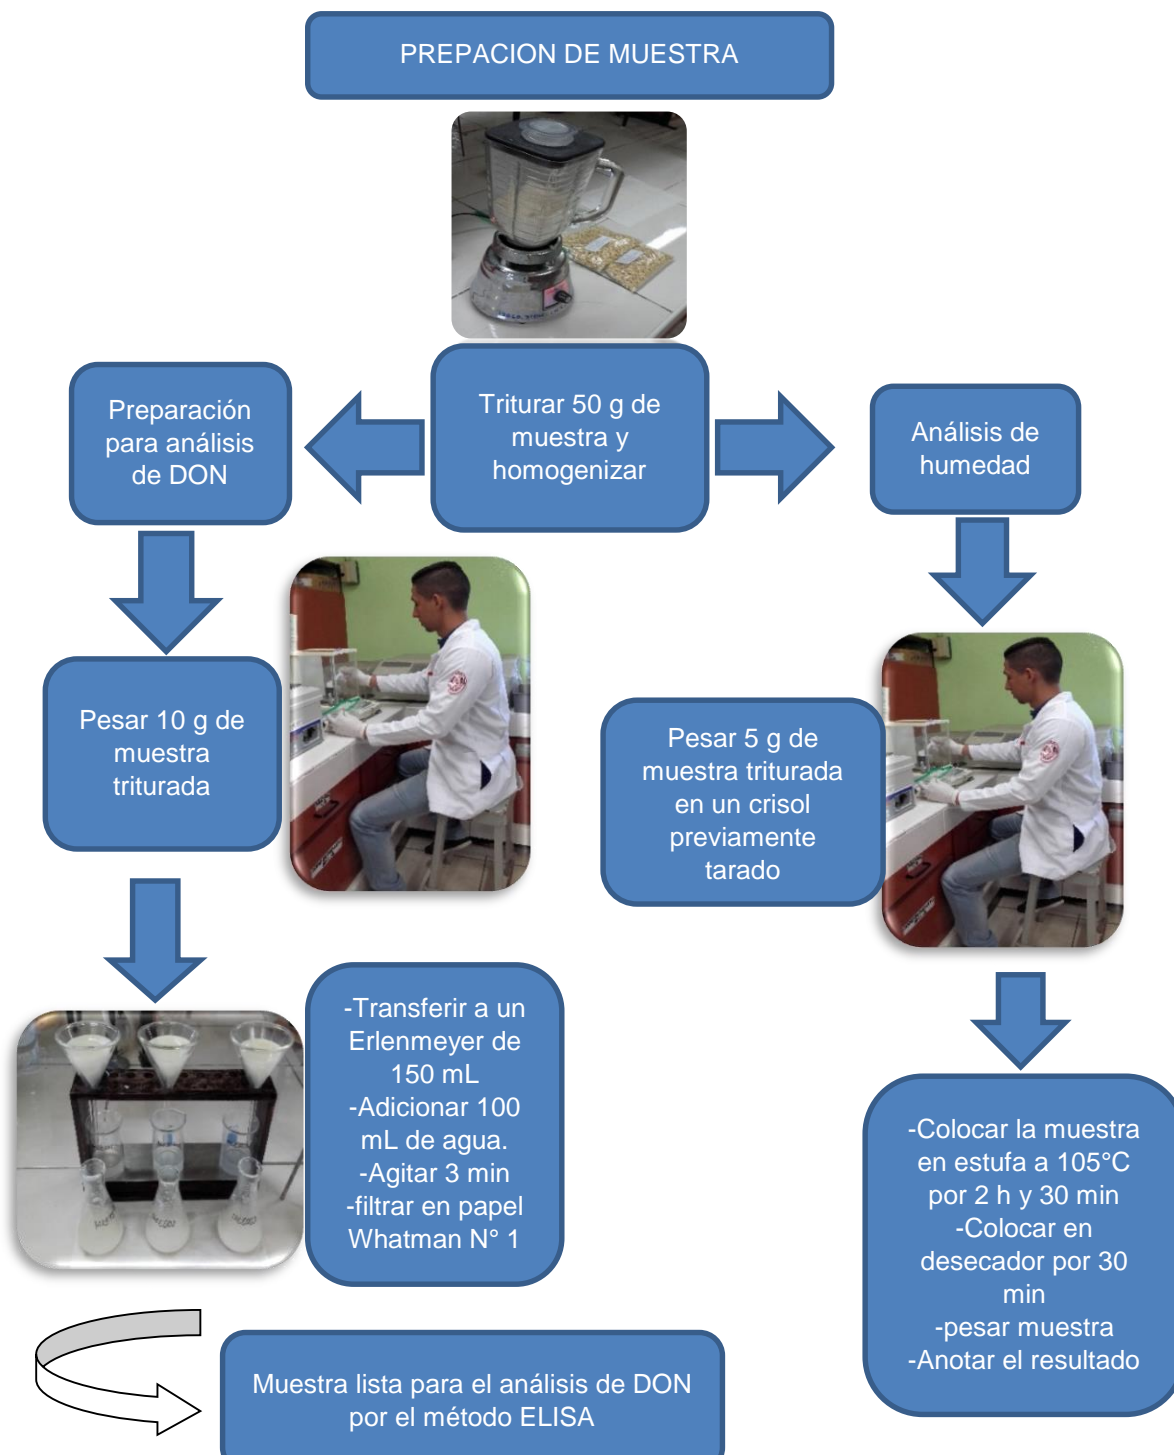 PREPACION DE MUESTRA
Triturar 50 g de
muestra y
homogenizar
Preparación
para análisis
de DON
Análisis de
humedad
Pesar 10 g de
muestra
triturada
Pesar 5 g de
muestra triturada
en un crisol
previamente
tarado
-Transferir a un
Erlenmeyer de
150 mL
-Adicionar 100
mL de agua.
-Agitar 3 min
-filtrar en papel
Whatman N° 1
-Colocar la muestra
en estufa a 105°C
por 2 h y 30 min
-Colocar en
desecador por 30
min
-pesar muestra
-Anotar el resultado
Muestra lista para el análisis de DON
por el método ELISA